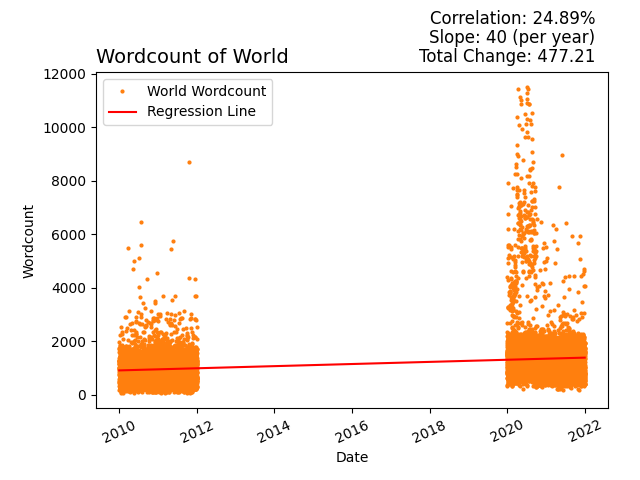 Correlation: 24.89%
Slope: 40 (per year)
Wordcount of World
Total Change: 477.21
World Wordcount
Regression Line
Wordcount
12000
10000
8000
6000
4000
2000
0
2010
2012
2014
2016
2018
2020
2022
Date